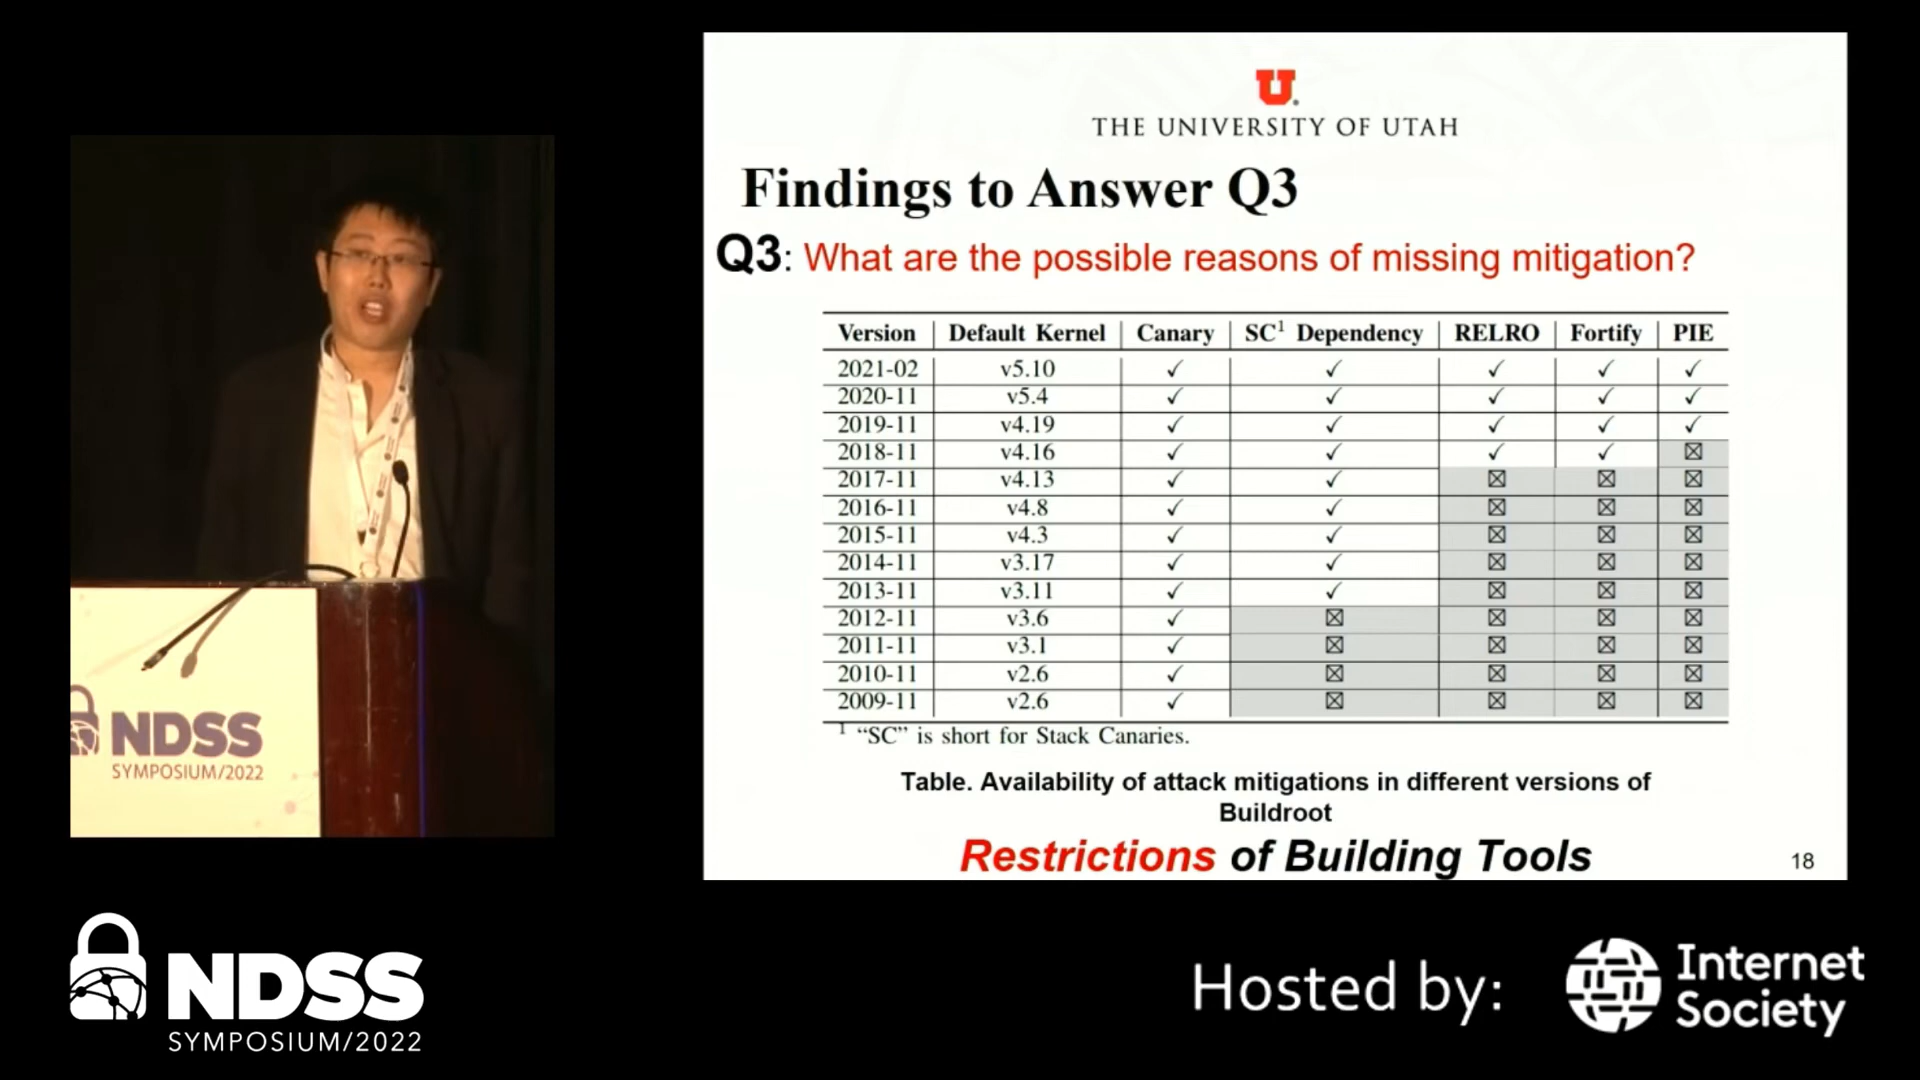 U.
THE UNIVERSITY OF UTAH
Findings to Answer Q3
Q3: What are the possible reasons of missing mitigation?
Version Default Kernel Canary SC¹ Dependency RELRO Fortify PIE
2021-02 v5.10 ✓ ✓ ✓ ✓ ✓
2020-11 v5.4 ✓ ✓ ✓ ✓ ✓
2019-11 v4.19 ✓ ✓ ✓ ✓ ✓
2018-11 v4.16 ✓ ✓ ✓ ✓ ☒
2017-11 v4.13 ✓ ✓ ☒ ☒ ☒
2016-11 v4.8 ✓ ✓ ☒ ☒ ☒
2015-11 v4.3 ✓ ✓ ☒ ☒ ☒
2014-11 v3.17 ✓ ✓ ☒ ☒ ☒
2013-11 v3.11 ✓ ✓ ☒ ☒ ☒
2012-11 v3.6 ✓ ☒ ☒ ☒ ☒
2011-11 v3.1 ✓ ☒ ☒ ☒ ☒
2010-11 v2.6 ✓ ☒ ☒ ☒ ☒
2009-11 v2.6 ✓ ☒ ☒ ☒ ☒
¹ “SC” is short for Stack Canaries.
Table. Availability of attack mitigations in different versions of
Buildroot
Restrictions of Building Tools
18
NDSS
SYMPOSIUM/2022
NDSS
SYMPOSIUM/2022
Hosted by:
Internet
Society